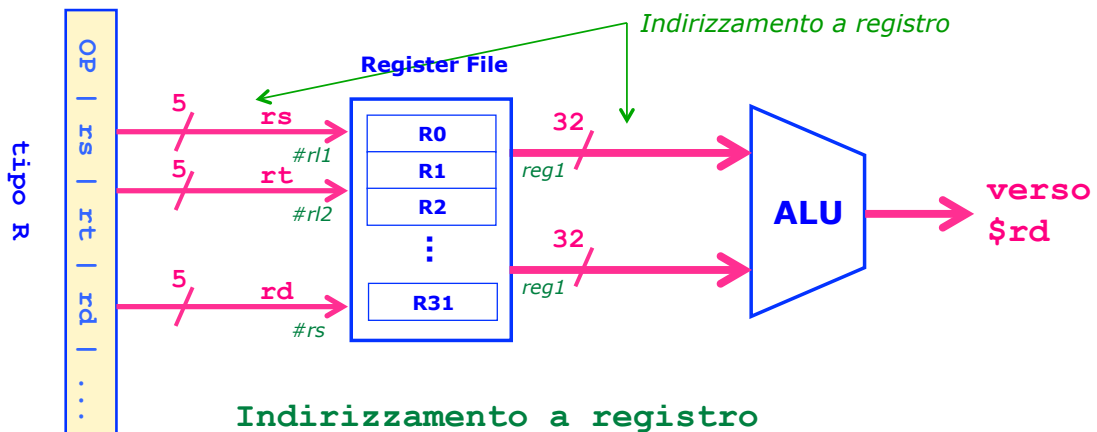 Indirizzamento a registro
Register File
tipo R
OP | rs | rt | rd | ...
5
rs
#rl1
5
rt
#rl2
5
rd
#rs
R0
R1
R2
⋮
R31
32
reg1
32
reg1
ALU
verso
$rd
Indirizzamento a registro